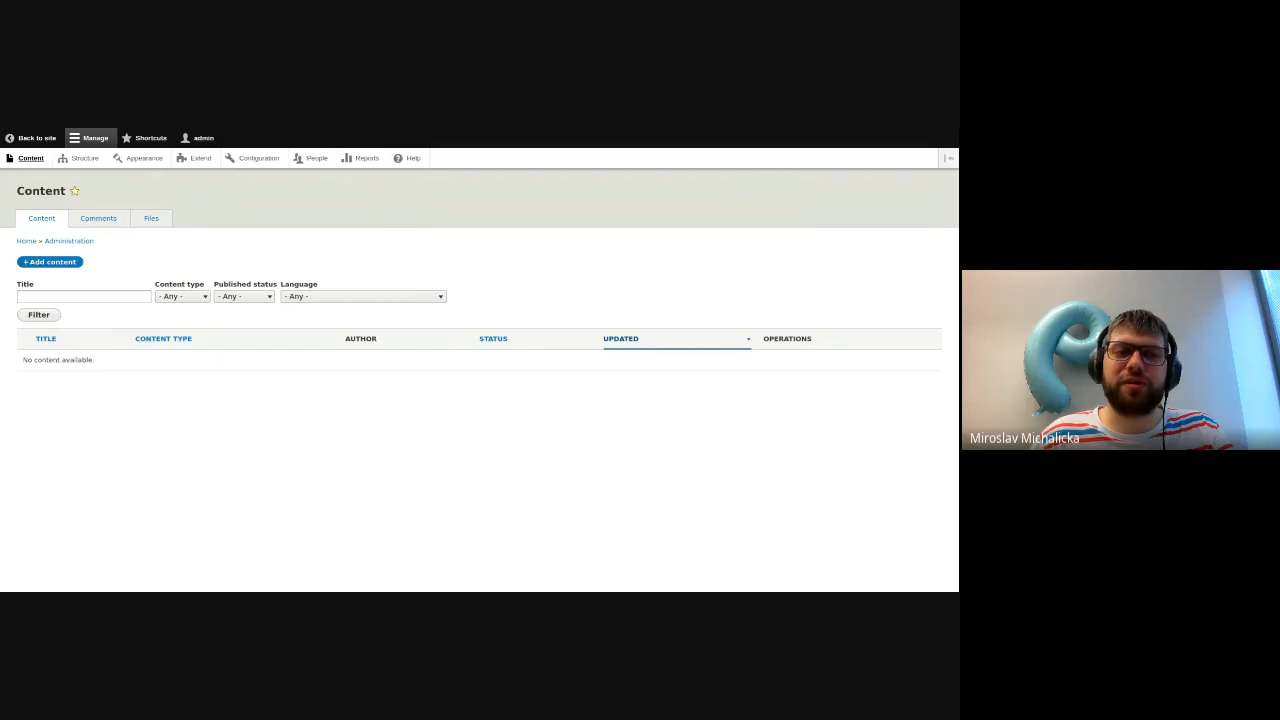 Back to site Manage Shortcuts admin
Content Structure Appearance Extend Configuration People Reports Help
Content
Content Comments Files
Home » Administration
+ Add content
Title Content type Published status Language
- Any - - Any - - Any -
Filter
TITLE CONTENT TYPE AUTHOR STATUS UPDATED OPERATIONS
No content available.
Miroslav Michalicka